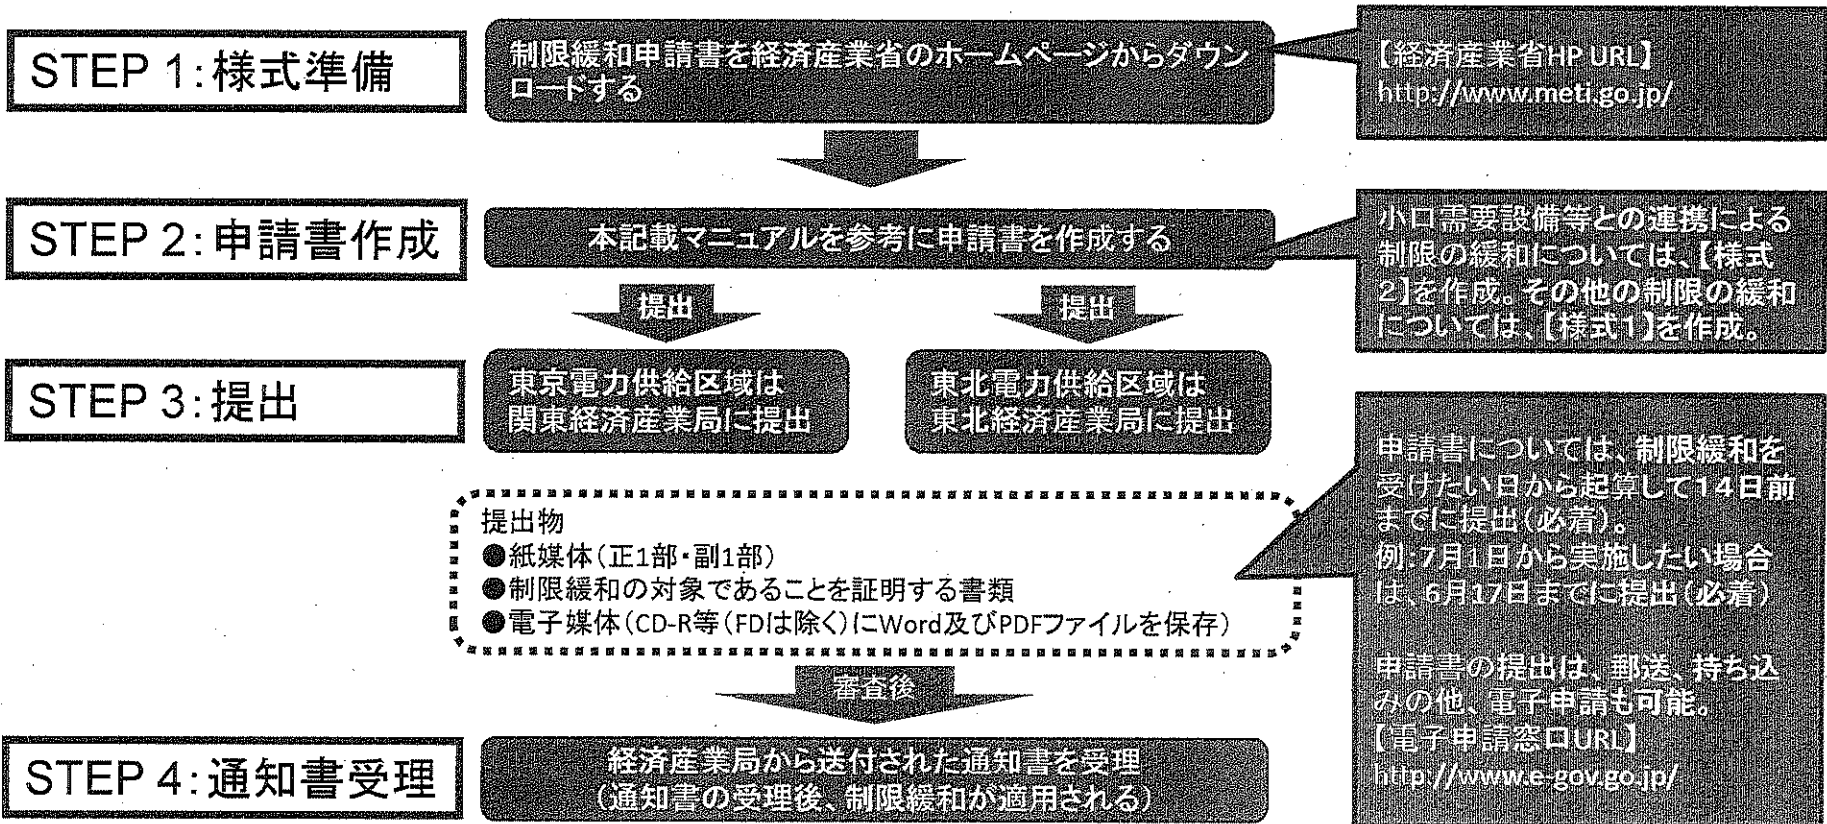 STEP 1:様式準備
制限緩和申請書を経済産業省のホームページからダウン
ロードする
【経済産業省HP URL】
http://www.meti.go.jp/
STEP 2:申請書作成
本記載マニュアルを参考に申請書を作成する
小口需要設備等との連携による
制限の緩和については、【様式
2】を作成。その他の制限の緩和
については、【様式1】を作成。
提出
提出
STEP 3:提出
東京電力供給区域は
関東経済産業局に提出
東北電力供給区域は
東北経済産業局に提出
提出物
●紙媒体(正1部・副1部)
●制限緩和の対象であることを証明する書類
●電子媒体(CD-R等(FDは除く)にWord及びPDFファイルを保存)
申請書については、制限緩和を
受けたい日から起算して14日前
までに提出(必着)。
例:7月1日から実施したい場合
は、6月17日までに提出(必着)
申請書の提出は、郵送、持ち込
みの他、電子申請も可能。
【電子申請窓口URL】
http://www.e-gov.go.jp/
審査後
STEP 4:通知書受理
経済産業局から送付された通知書を受理
(通知書の受理後、制限緩和が適用される)